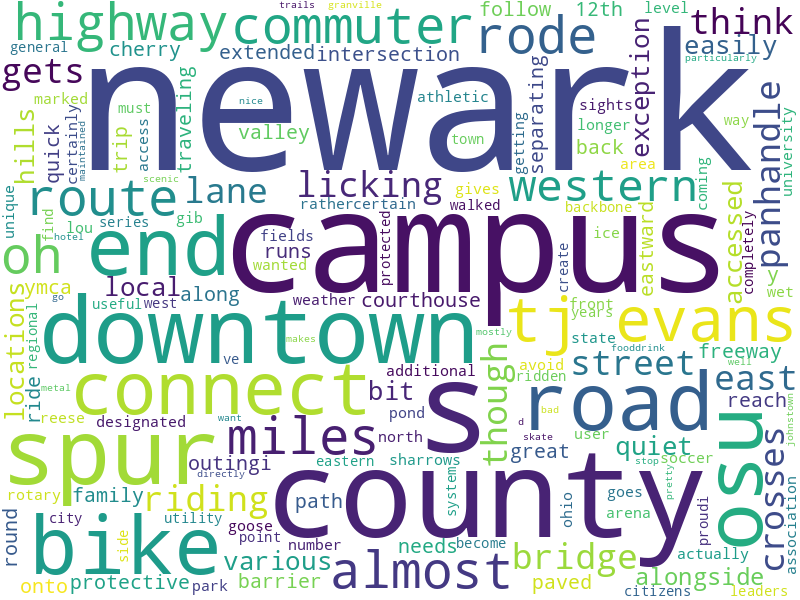 trails granville level
highway commuter follow 12th think
general cherry extended intersection rode easily
gets newark particularly
marked traveling nice athletic sights exception
hills quick certainly maintained must trip access valley town getting separating longer back way panhandle university
scenic area coming
unique route lane licking gives western
find series gib rathercertain walked backbone
oh lou end campus fields protected ice eastward accessed completely
hotel wanted runs y
ymca local weather courthouse create front wet
locations regional go useful west along years
downtown makes mostly tj evans
ve state freeway
ride metal connect additional though avoid fooddrink well
bit ridden street east
reese designated pond s road reach johnstown
spur miles north d user great quiet osu
outingi eastern sharrows skate bad soccer crosses
want directly system stop pretty
rotary family riding path county goes
city utility goose arena proudi association
round bike point number become ohio
side various needs bridge actually
onto protective park barrier almost paved alongside
citizens leaders